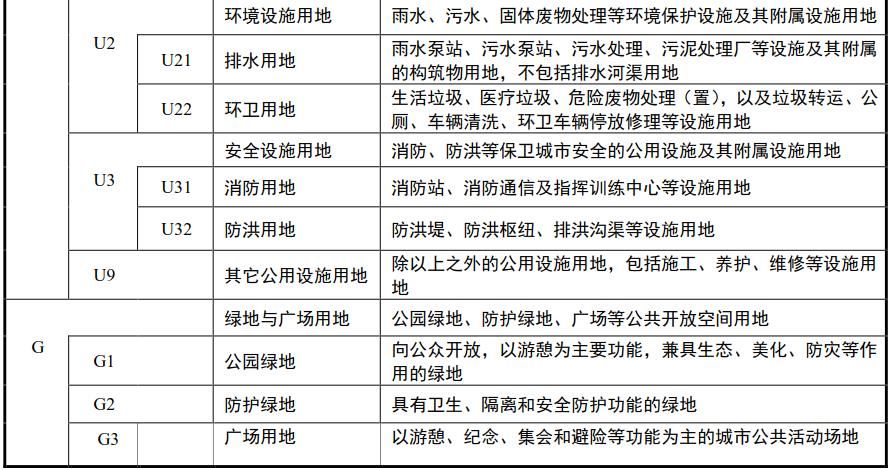 环境设施用地 雨水、污水、固体废物处理等环境保护设施及其附属设施用地
U2
U21 排水用地 雨水泵站、污水泵站、污水处理、污泥处理厂等设施及其附属
的构筑物用地，不包括排水河渠用地
U22 环卫用地 生活垃圾、医疗垃圾、危险废物处理（置），以及垃圾转运、公
厕、车辆清洗、环卫车辆停放修理等设施用地
安全设施用地 消防、防洪等保卫城市安全的公用设施及其附属设施用地
U3
U31 消防用地 消防站、消防通信及指挥训练中心等设施用地
U32 防洪用地 防洪堤、防洪枢纽、排洪沟渠等设施用地
U9 其它公用设施用地 除以上之外的公用设施用地，包括施工、养护、维修等设施用
地
绿地与广场用地 公园绿地、防护绿地、广场等公共开放空间用地
G
G1 公园绿地 向公众开放，以游憩为主要功能，兼具生态、美化、防灾等作
用的绿地
G2 防护绿地 具有卫生、隔离和安全防护功能的绿地
G3 广场用地 以游憩、纪念、集会和避险等功能为主的城市公共活动场地